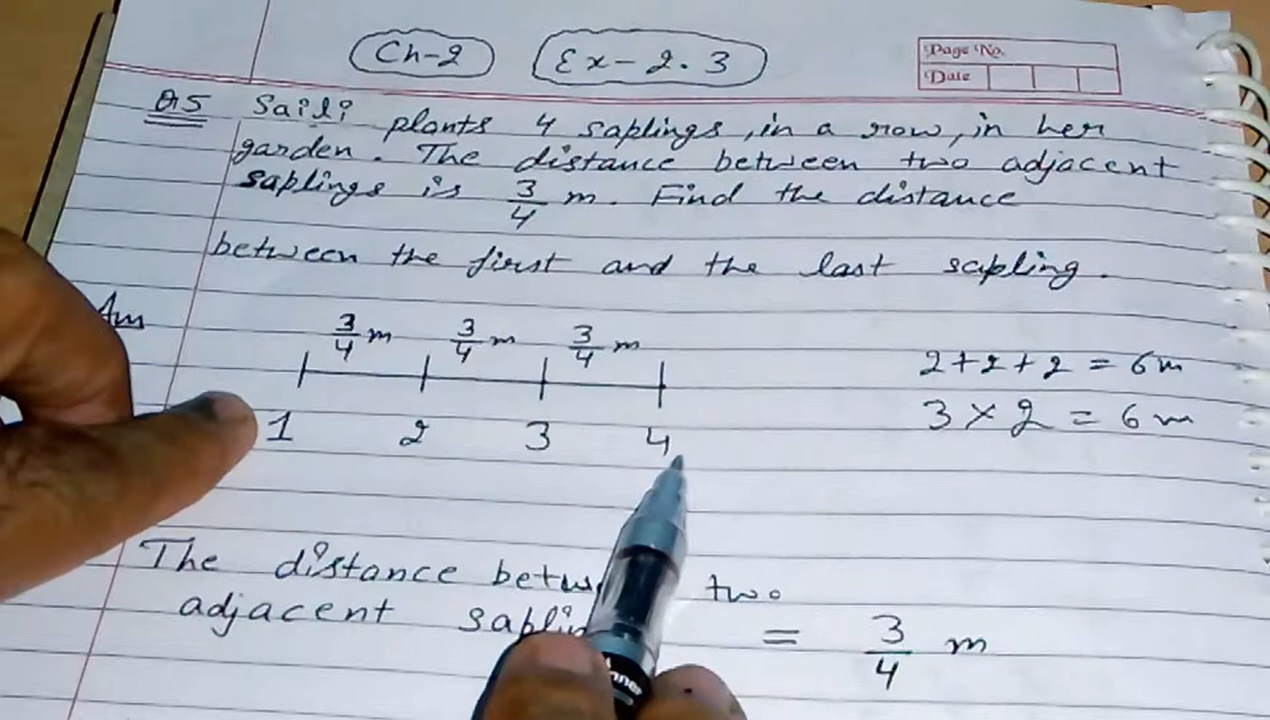 Ch-2
Ex-2.3
Page No.
Date
Q.5 Saili plants 4 saplings, in a row, in her
garden. The distance between two adjacent
saplings is 3/4 m. Find the distance
between the first and the last sapling.
Ans
3/4 m 3/4 m 3/4 m
1 2 3 4
2+2+2 = 6m
3 × 2 = 6m
The distance two
adjacent = 3/4 m